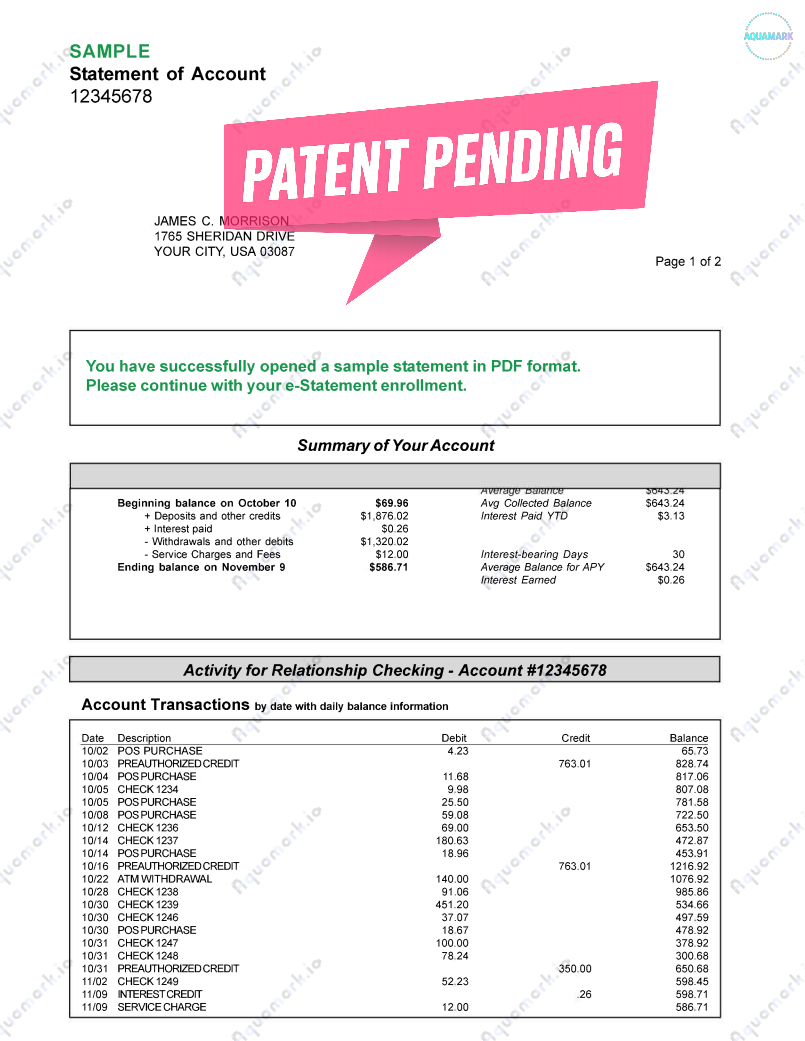 AQUAMARK
SAMPLE
Statement of Account
12345678
PATENT PENDING
JAMES C. MORRISON
1765 SHERIDAN DRIVE
YOUR CITY, USA 03087
Page 1 of 2
You have successfully opened a sample statement in PDF format.
Please continue with your e-Statement enrollment.
Summary of Your Account
Average Balance $643.24
Beginning balance on October 10 $69.96 Avg Collected Balance $643.24
+ Deposits and other credits $1,876.02 Interest Paid YTD $3.13
+ Interest paid $0.26
- Withdrawals and other debits $1,320.02
- Service Charges and Fees $12.00 Interest-bearing Days 30
Ending balance on November 9 $586.71 Average Balance for APY $643.24
Interest Earned $0.26
Activity for Relationship Checking - Account #12345678
Account Transactions by date with daily balance information
Date Description Debit Credit Balance
10/02 POS PURCHASE 4.23 65.73
10/03 PREAUTHORIZED CREDIT 763.01 828.74
10/04 POS PURCHASE 11.68 817.06
10/05 CHECK 1234 9.98 807.08
10/05 POS PURCHASE 25.50 781.58
10/08 POS PURCHASE 59.08 722.50
10/12 CHECK 1236 69.00 653.50
10/14 CHECK 1237 180.63 472.87
10/14 POS PURCHASE 18.96 453.91
10/16 PREAUTHORIZED CREDIT 763.01 1216.92
10/22 ATM WITHDRAWAL 140.00 1076.92
10/28 CHECK 1238 91.06 985.86
10/30 CHECK 1239 451.20 534.66
10/30 CHECK 1246 37.07 497.59
10/30 POS PURCHASE 18.67 478.92
10/31 CHECK 1247 100.00 378.92
10/31 CHECK 1248 78.24 300.68
10/31 PREAUTHORIZED CREDIT 350.00 650.68
11/02 CHECK 1249 52.23 598.45
11/09 INTEREST CREDIT .26 598.71
11/09 SERVICE CHARGE 12.00 586.71
Aquamark.io